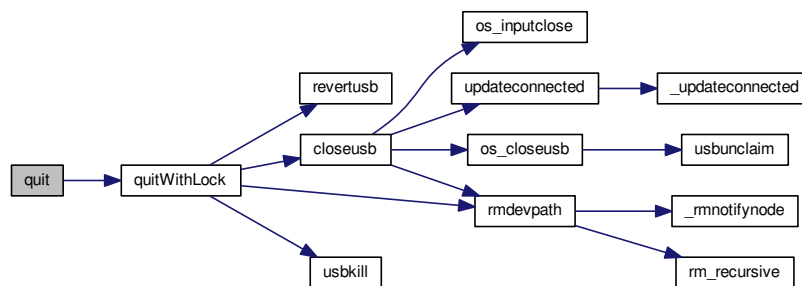 quit
quitWithLock
revertusb
closeusb
usbkill
os_inputclose
updateconnected
os_closeusb
rmdevpath
_updateconnected
usbunclaim
_rmnotifynode
rm_recursive